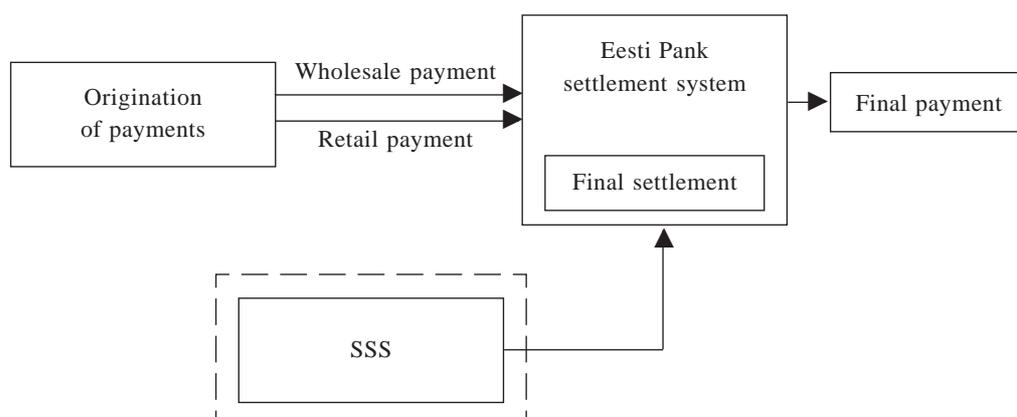 Origination
of payments
Wholesale payment
Retail payment
Eesti Pank
settlement system
Final settlement
Final payment
SSS